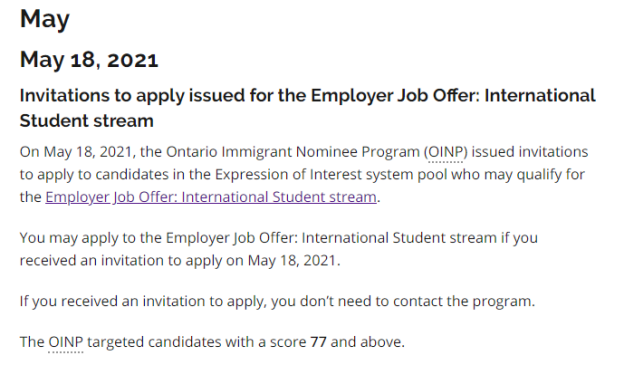 May
May 18, 2021
Invitations to apply issued for the Employer Job Offer: International
Student stream
On May 18, 2021, the Ontario Immigrant Nominee Program (OINP) issued invitations
to apply to candidates in the Expression of Interest system pool who may qualify for
the Employer Job Offer: International Student stream.
You may apply to the Employer Job Offer: International Student stream if you
received an invitation to apply on May 18, 2021.
If you received an invitation to apply, you don’t need to contact the program.
The OINP targeted candidates with a score 77 and above.